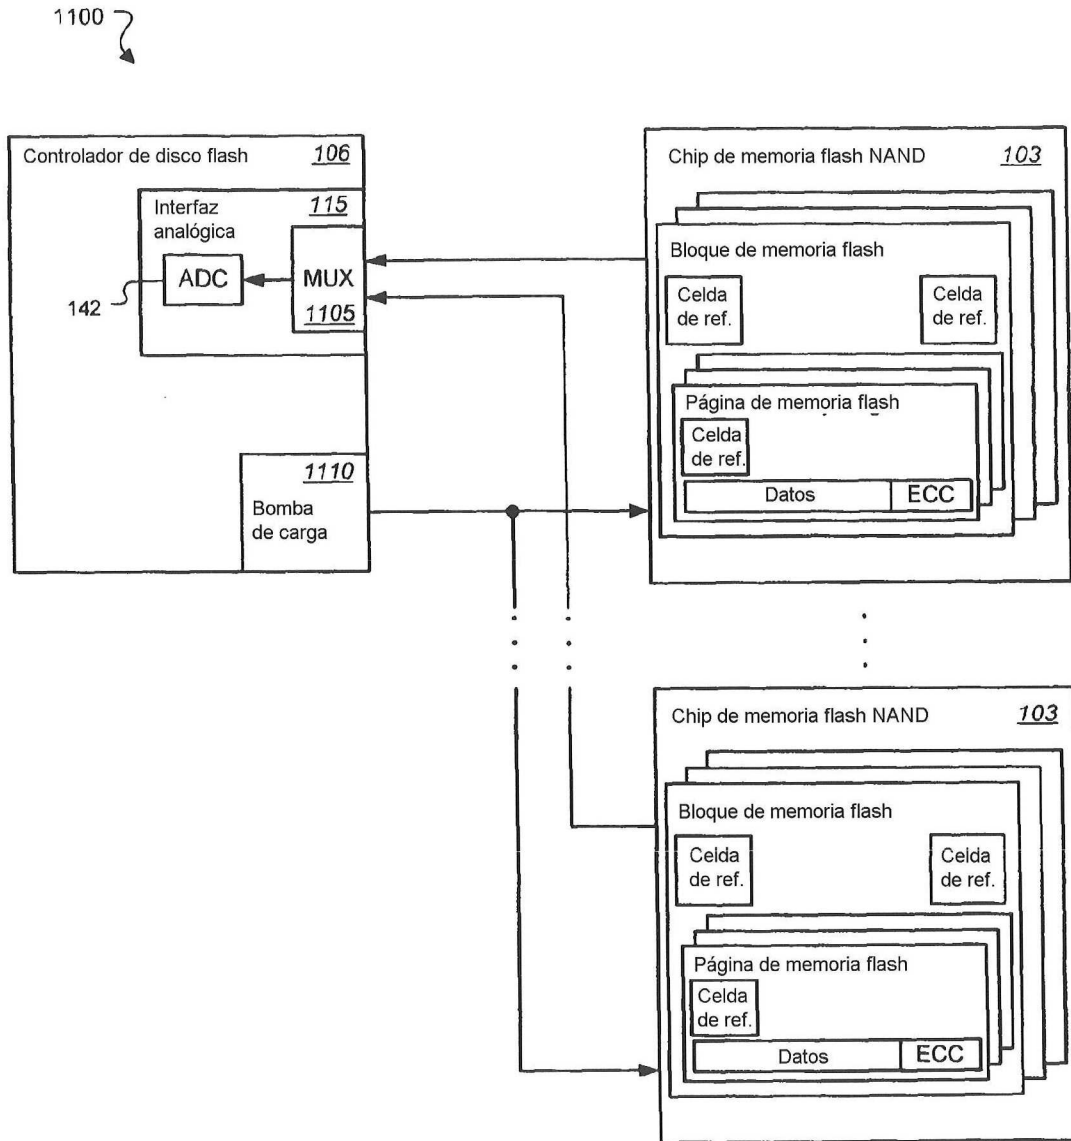 1100
Controlador de disco flash 106
Interfaz 115
analógica
ADC
MUX
1105
142
1110
Bomba
de carga
Chip de memoria flash NAND 103
Bloque de memoria flash
Celda
de ref.
Celda
de ref.
Página de memoria flash
Celda
de ref.
Datos ECC
Chip de memoria flash NAND 103
Bloque de memoria flash
Celda
de ref.
Celda
de ref.
Página de memoria flash
Celda
de ref.
Datos ECC